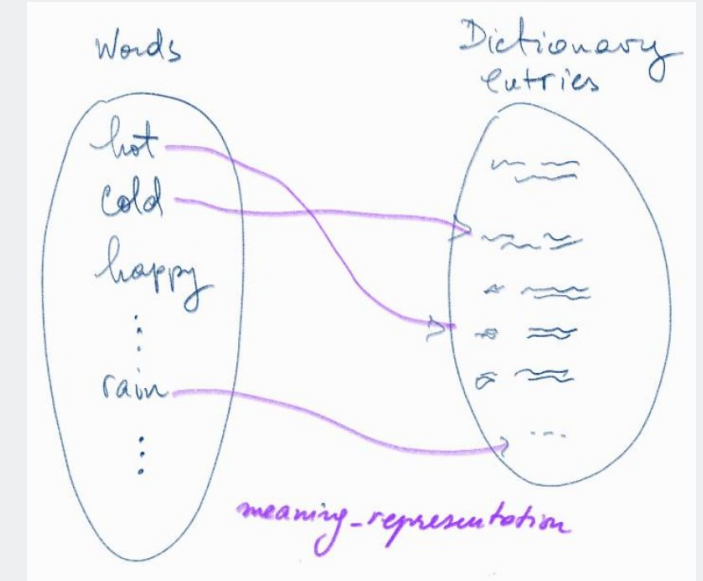 Words
Dictionary
entries
hot
cold
happy
rain
...
meaning_representation